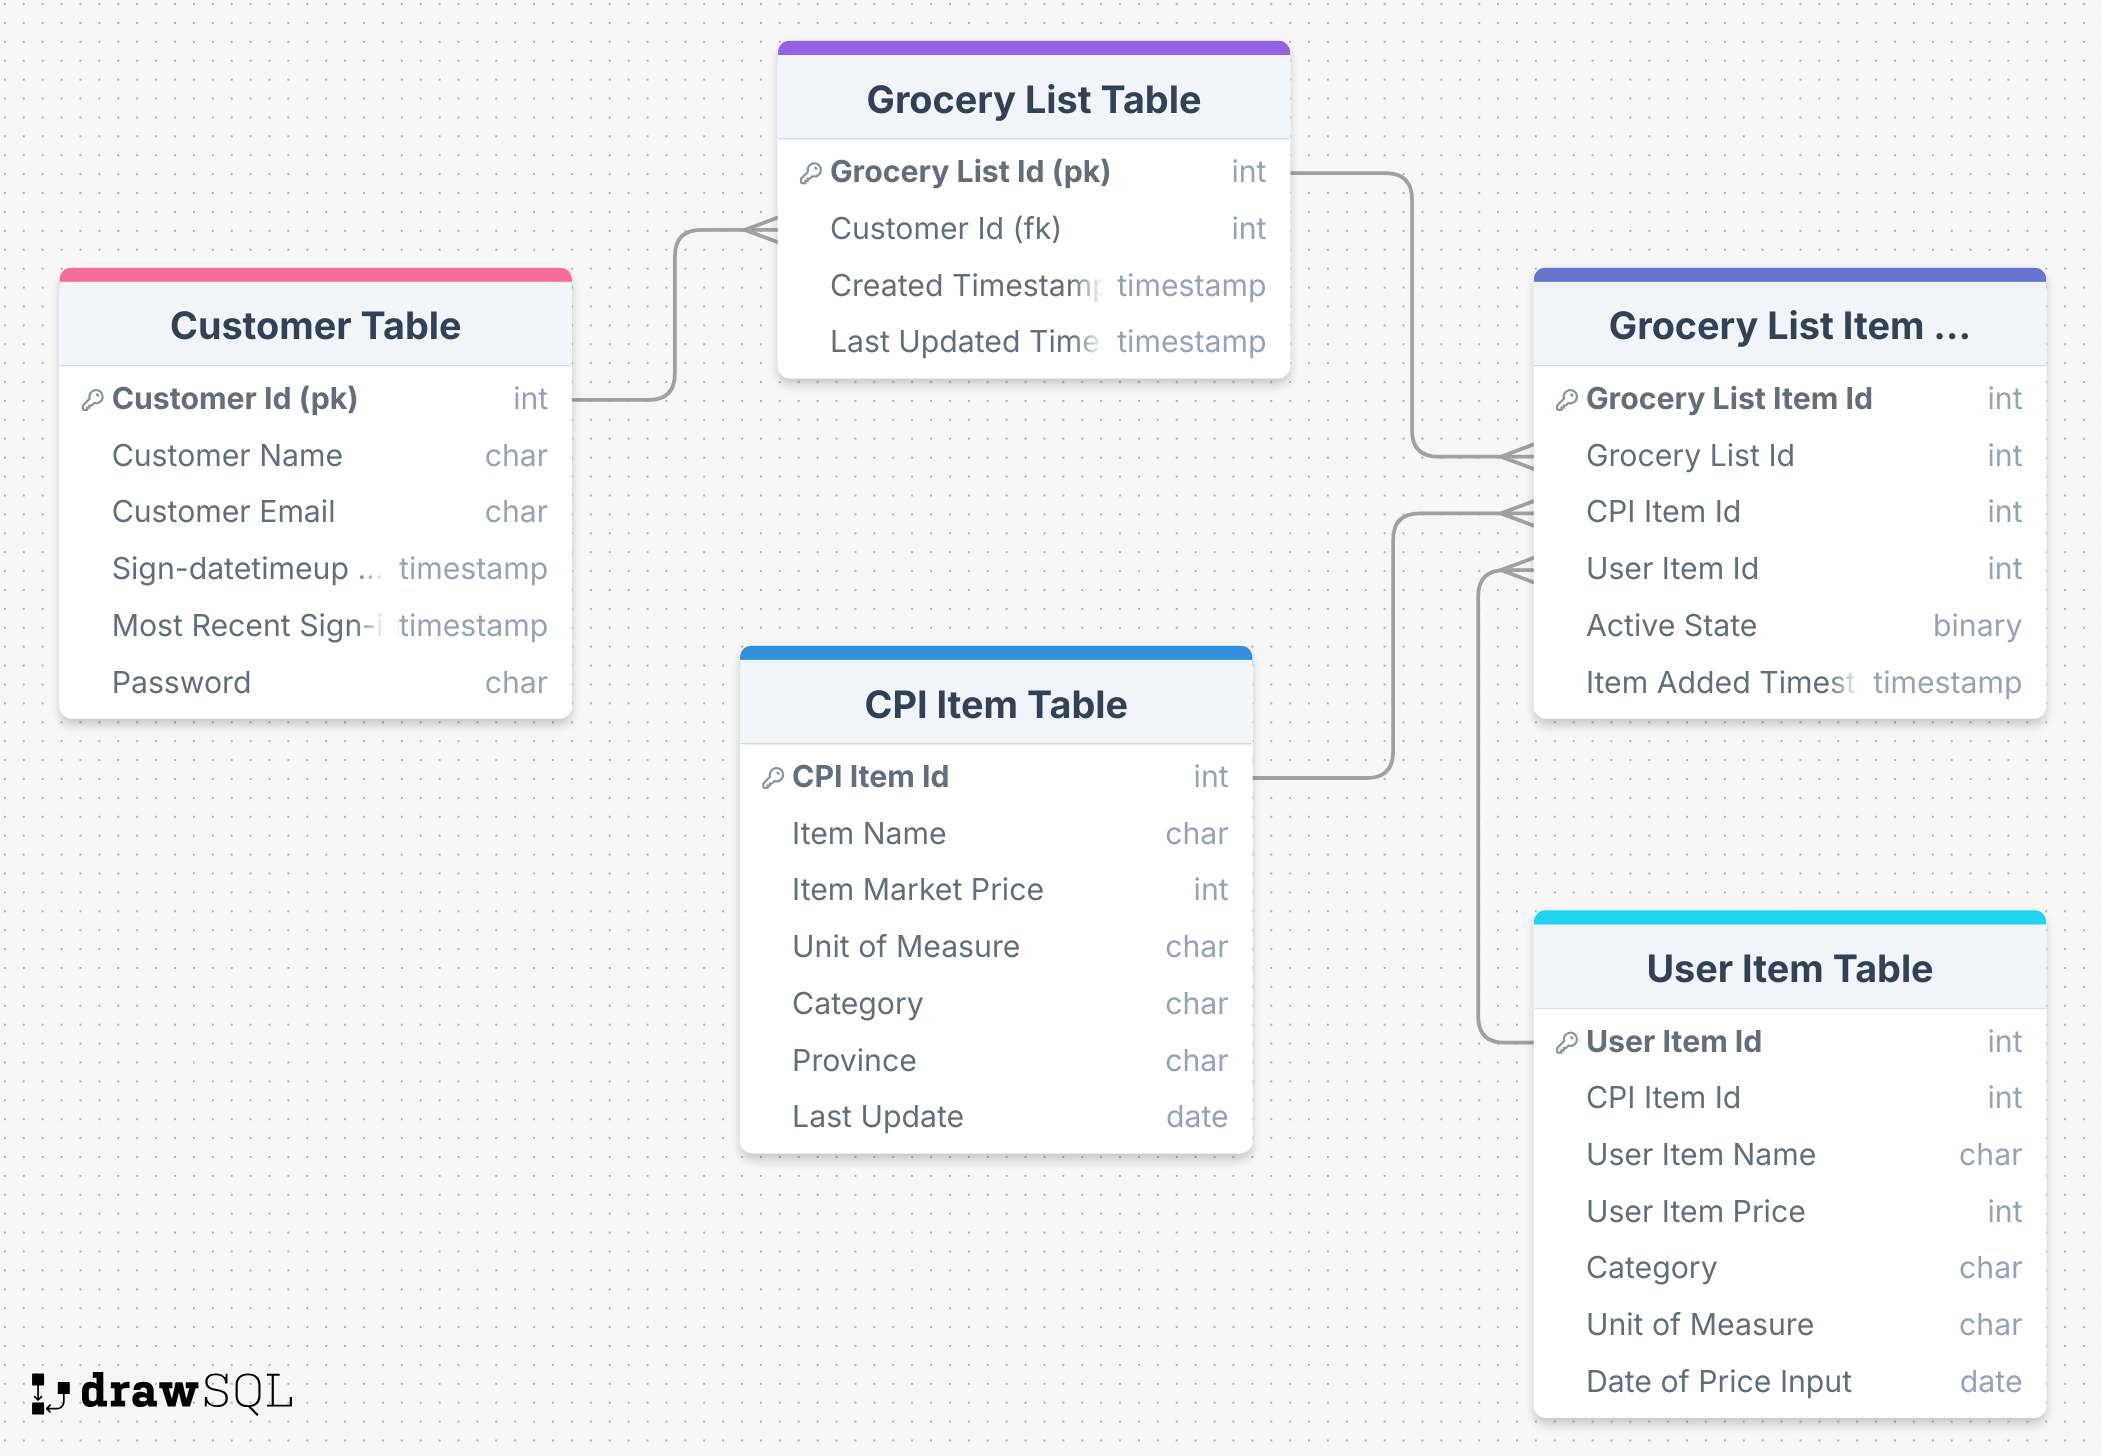 Grocery List Table
Grocery List Id (pk) int
Customer Id (fk) int
Created Timestamp timestamp
Last Updated Time timestamp
Customer Table
Customer Id (pk) int
Customer Name char
Customer Email char
Sign-datetimeup ... timestamp
Most Recent Sign-i timestamp
Password char
Grocery List Item ...
Grocery List Item Id int
Grocery List Id int
CPI Item Id int
User Item Id int
Active State binary
Item Added Timest timestamp
CPI Item Table
CPI Item Id int
Item Name char
Item Market Price int
Unit of Measure char
Category char
Province char
Last Update date
User Item Table
User Item Id int
CPI Item Id int
User Item Name char
User Item Price int
Category char
Unit of Measure char
Date of Price Input date
drawSQL